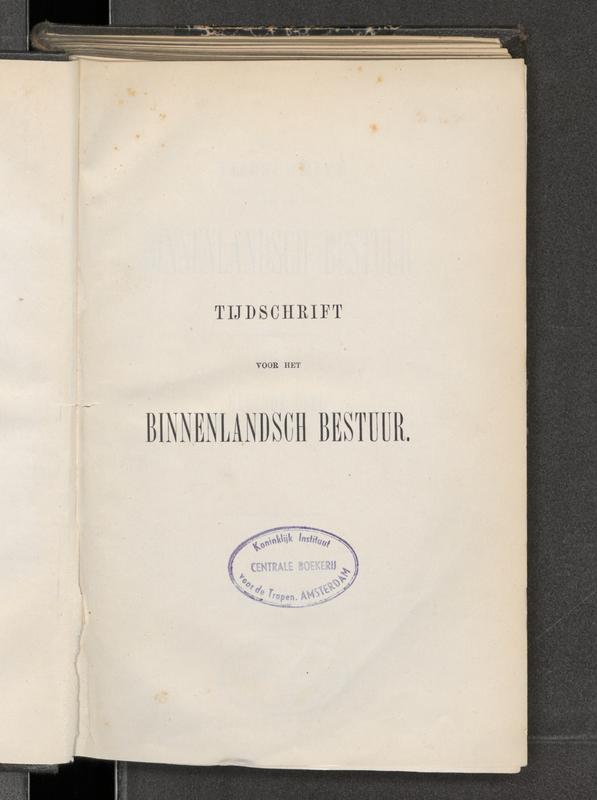 TIJDSCHRIFT
VOOR HET
BINNENLANDSCH BESTUUR.
Koninklijk Instituut
CENTRALE BOEKERIJ
voor de Tropen, AMSTERDAM